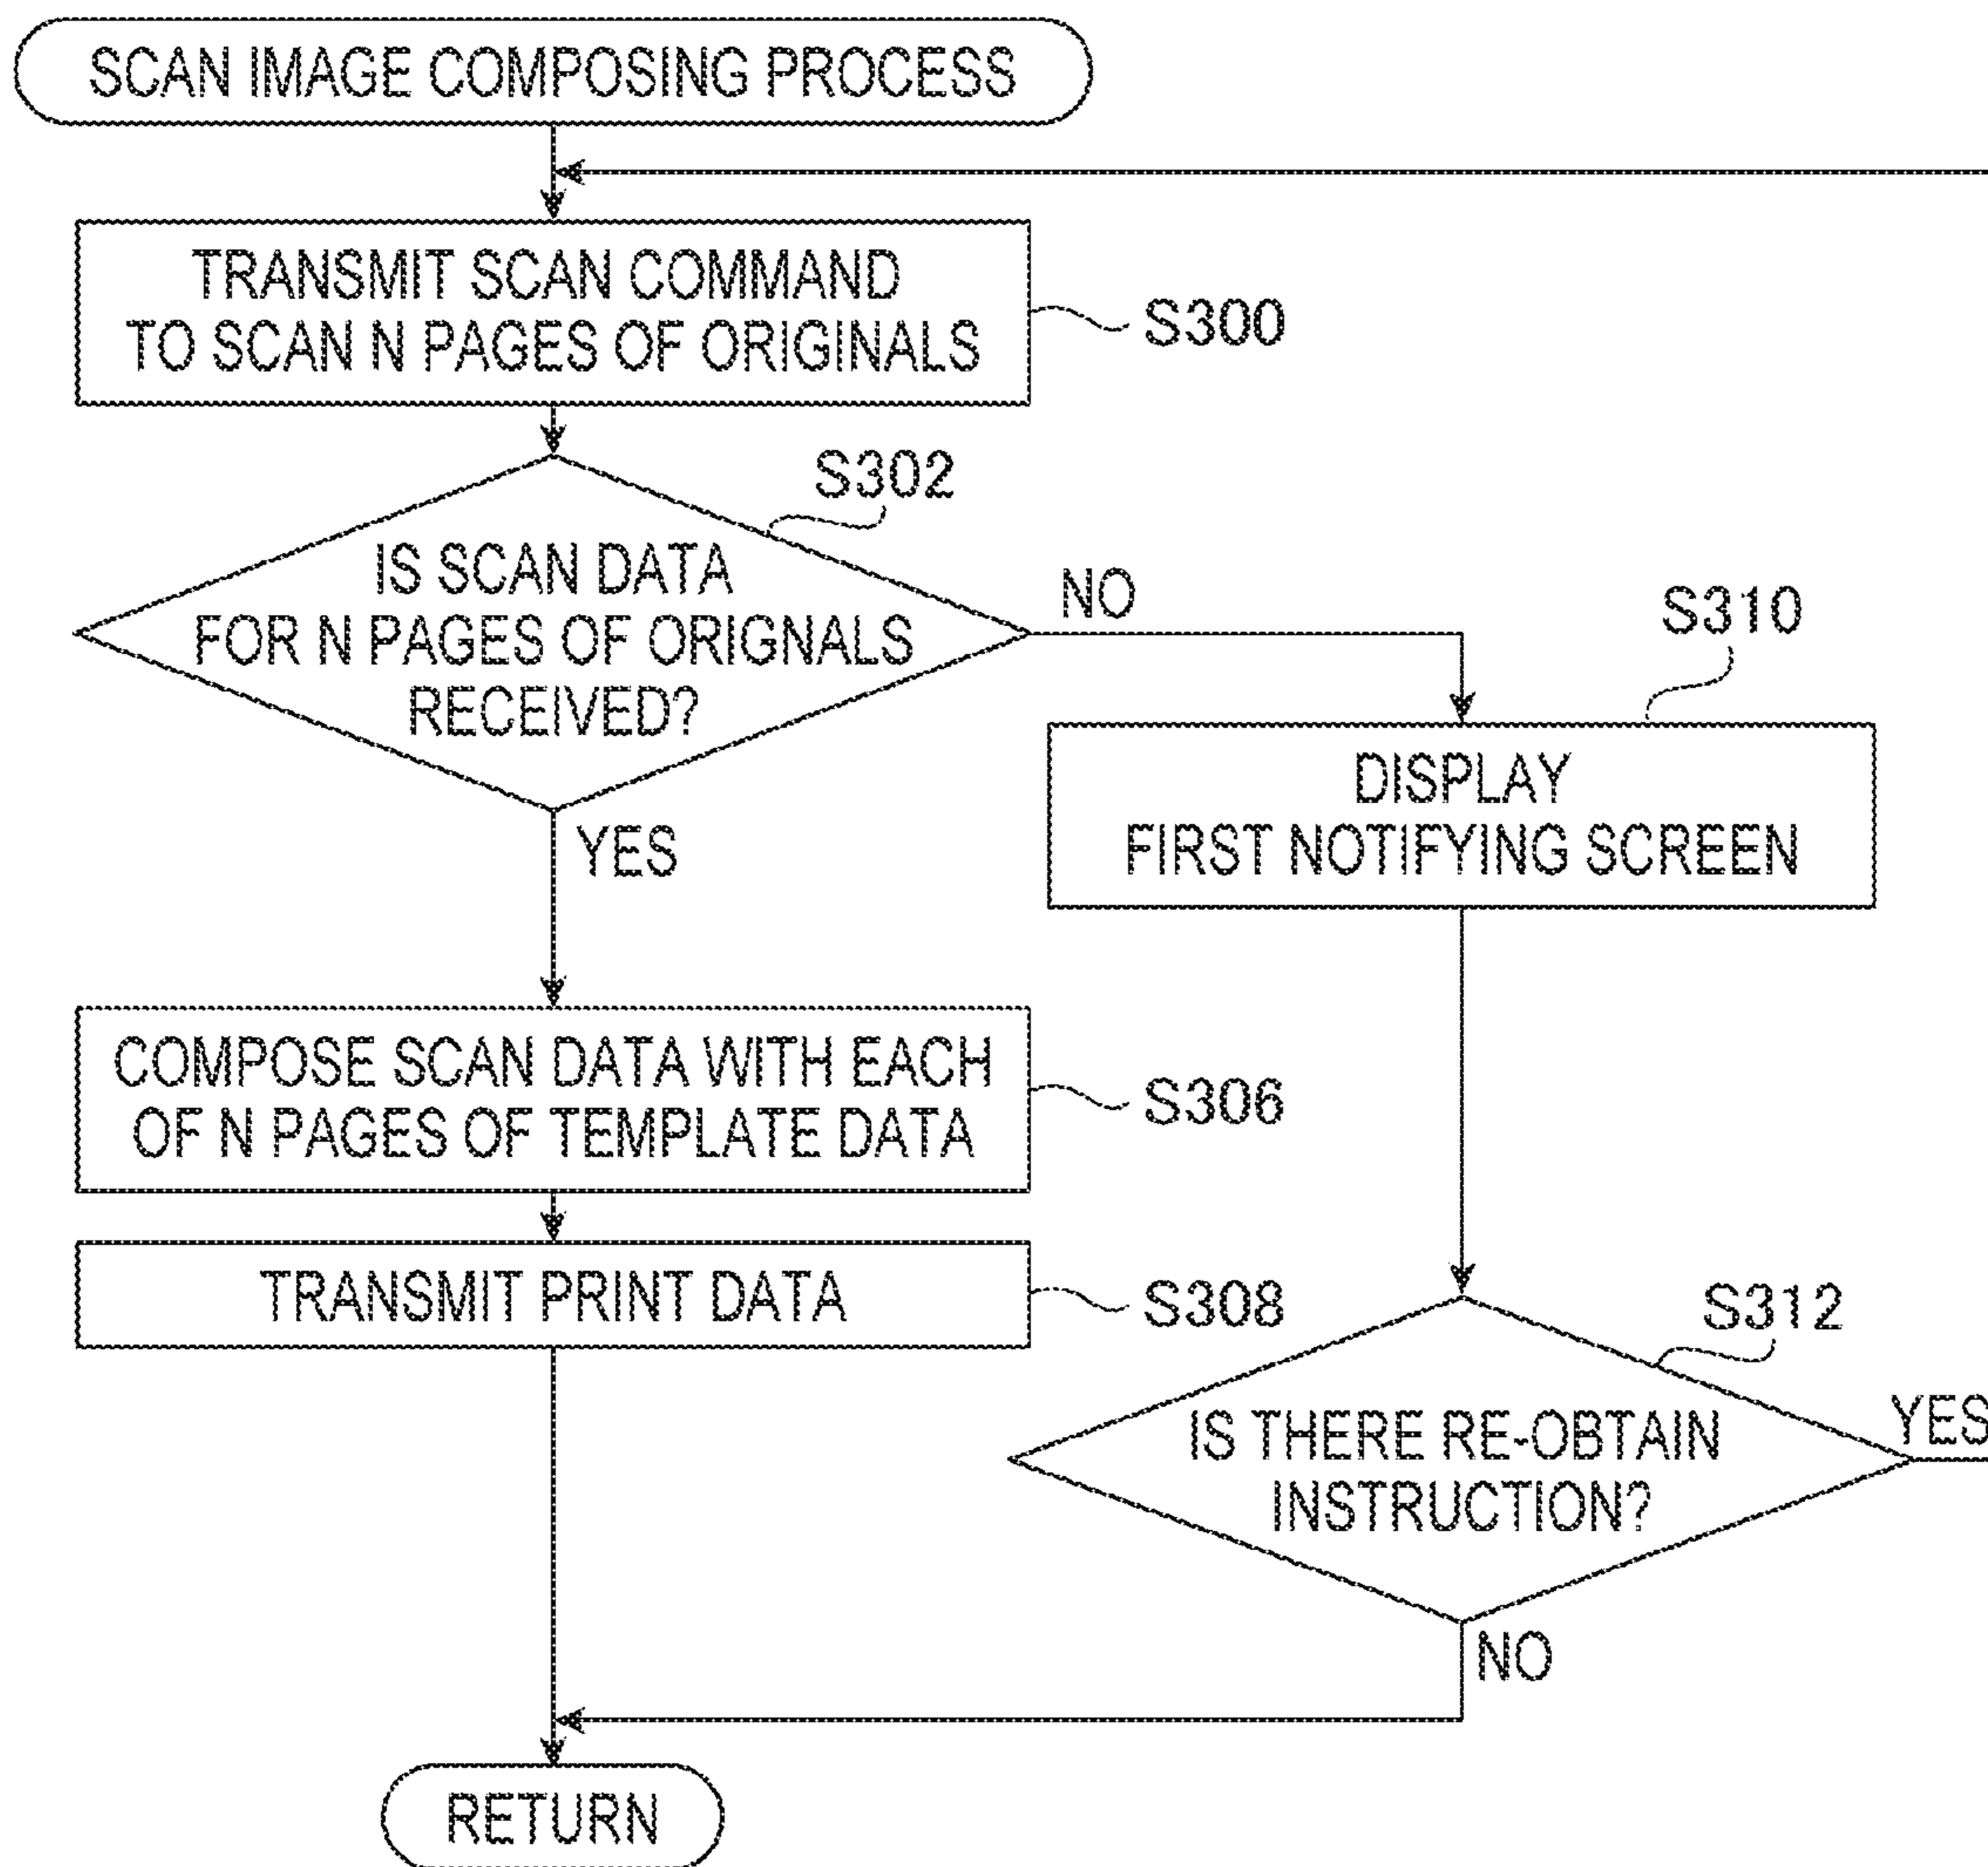 SCAN IMAGE COMPOSING PROCESS
TRANSMIT SCAN COMMAND
TO SCAN N PAGES OF ORIGINALS
S300
S302
IS SCAN DATA
FOR N PAGES OF ORIGNALS
RECEIVED?
NO
YES
S310
DISPLAY
FIRST NOTIFYING SCREEN
COMPOSE SCAN DATA WITH EACH
OF N PAGES OF TEMPLATE DATA
S306
TRANSMIT PRINT DATA
S308
S312
IS THERE RE-OBTAIN
INSTRUCTION?
YES
NO
RETURN